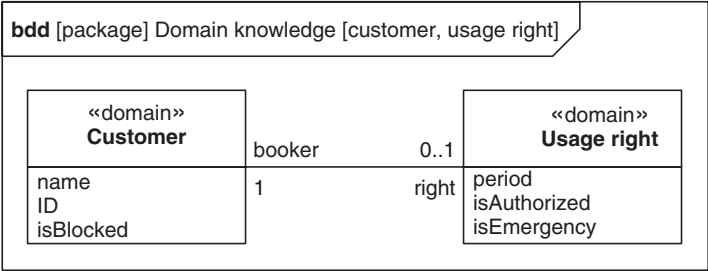 bdd [package] Domain knowledge [customer, usage right]
«domain»
Customer
name
ID
isBlocked
booker
1
0..1
right
«domain»
Usage right
period
isAuthorized
isEmergency